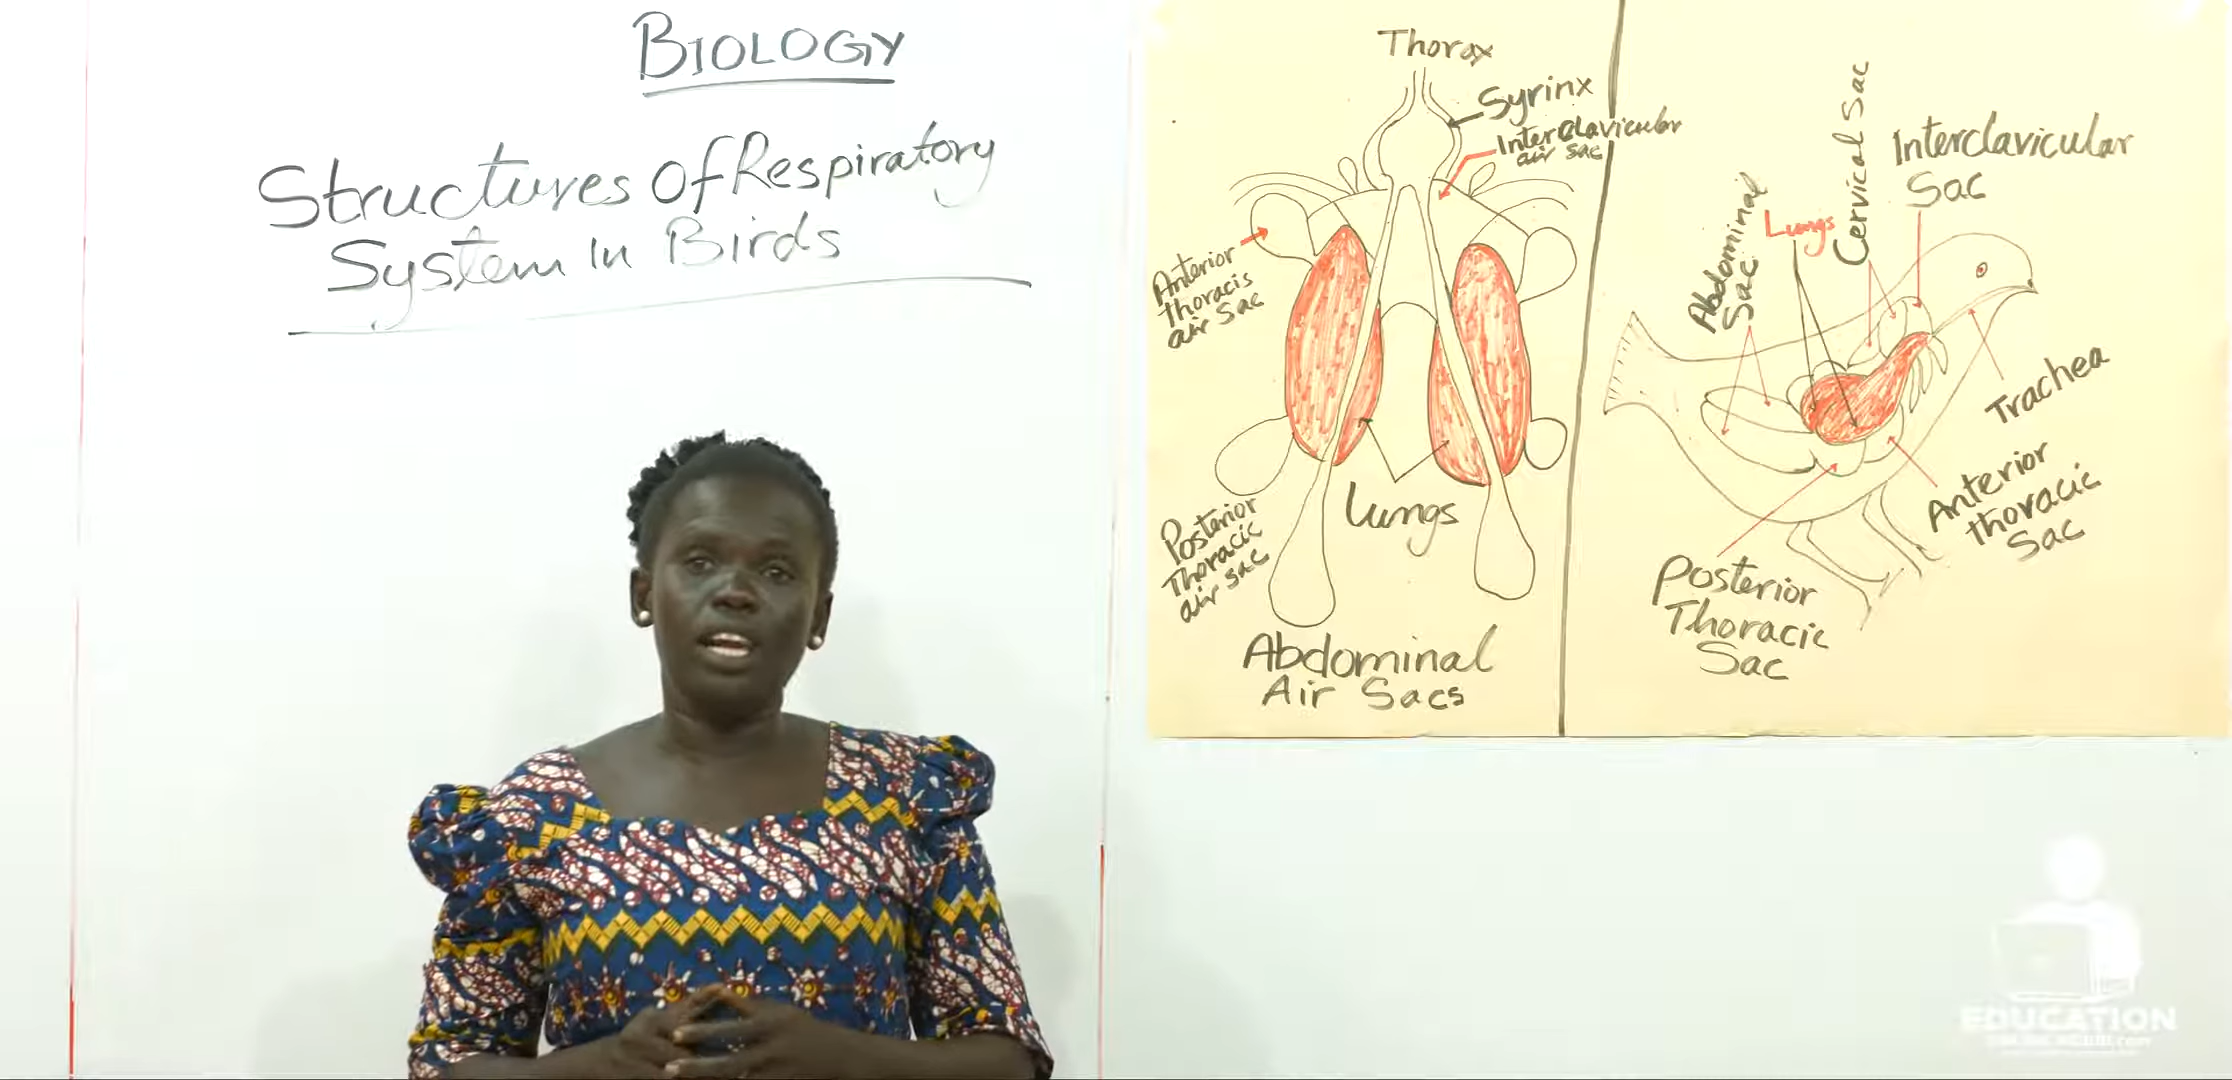 BIOLOGY
Structures Of Respiratory
System In Birds
Thorax
Syrinx
Interclavicular
air sac
Anterior
thoracis
air sac
Lungs
Posterior
Thoracic
air sac
Abdominal
Air Sacs
Abdominal
Sac
Lungs
Cervical Sac
Interclavicular
Sac
Trachea
Anterior
thoracic
Sac
Posterior
Thoracic
Sac
EDUCATION